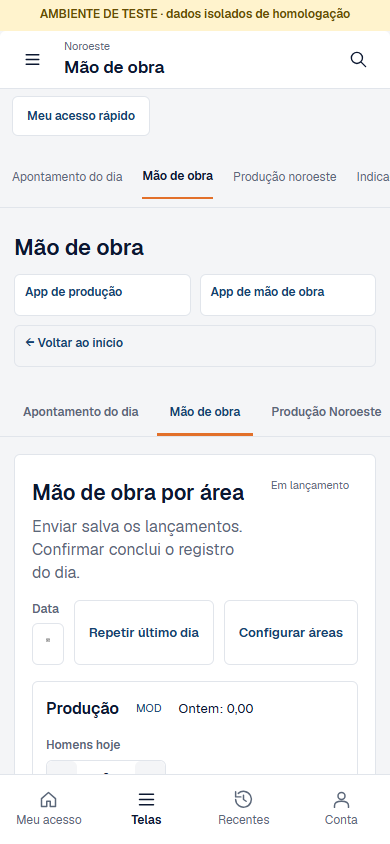 AMBIENTE DE TESTE · dados isolados de homologação
Noroeste
Mão de obra
Meu acesso rápido
Apontamento do dia
Mão de obra
Produção noroeste
Indica
Mão de obra
App de produção
App de mão de obra
← Voltar ao início
Apontamento do dia
Mão de obra
Produção Noroeste
Mão de obra por área
Em lançamento
Enviar salva os lançamentos.
Confirmar conclui o registro
do dia.
Data
Repetir último dia
Configurar áreas
Produção
MOD
Ontem: 0,00
Homens hoje
Meu acesso
Telas
Recentes
Conta